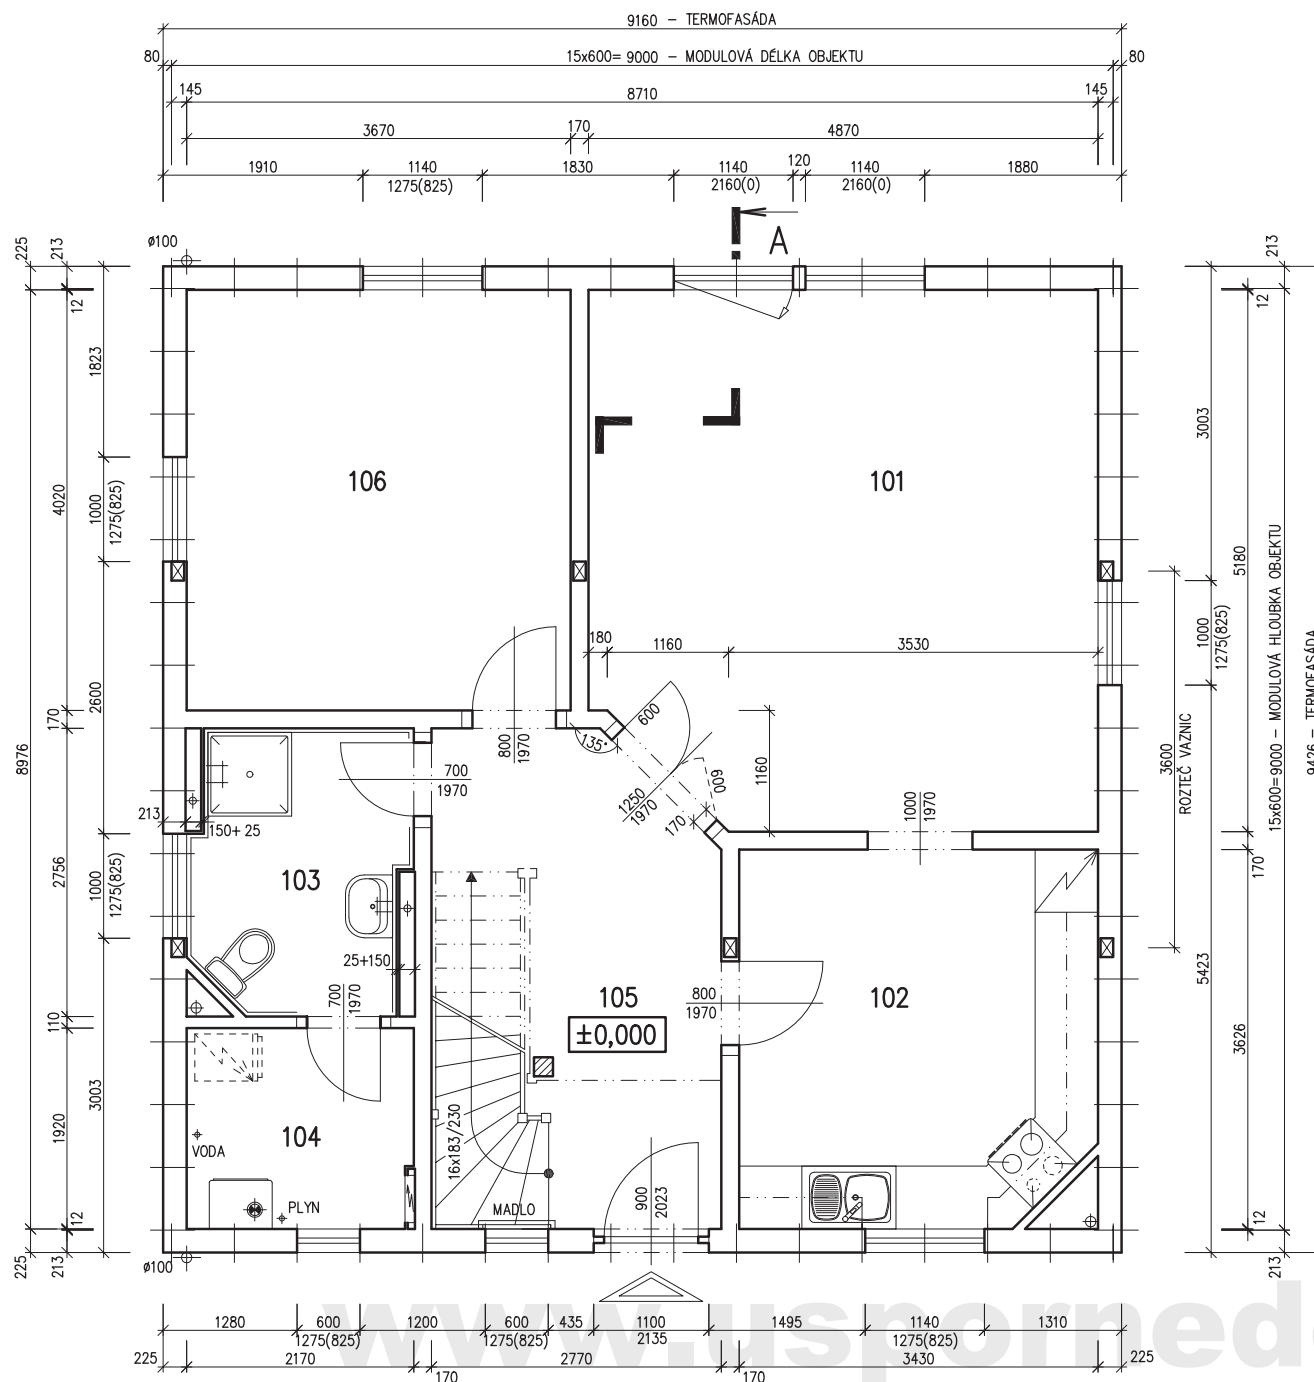 9160 – TERMOFASÁDA
80 15x600= 9000 – MODULOVÁ DÉLKA OBJEKTU 80
145 8710 145
3670 170 4870
1910 1140 1830 1140 120 1140 1880
1275(825) 2160(0) 2160(0)
A
ø100
225 213
213
12
12
1823
3003
4020
1000
1275(825)
106
101
5180
15x600=9000 – MODULOVÁ HLOUBKA OBJEKTU
9426 – TERMOFASÁDA
1000
1275(825)
180 1160 3530
2600
170
600
135°
800
1970
8976
3600
ROZTEČ VAZNIC
1160
700
1970
600
1250
1970
1000
1970
213
150+ 25
170
170
2756
1000
1275(825)
103
25+150
700
1970
105
±0,000
800
1970
102
5423
110
3626
3003
1920
104
VODA
PLYN
16x183/230
MADLO
900
2023
12
12
225 213
213
ø100
www.usporned
1280 600 1200 600 435 1100 1495 1140 1310
1275(825) 1275(825) 2135 1275(825)
225 2170 2770 3430 225
170 170